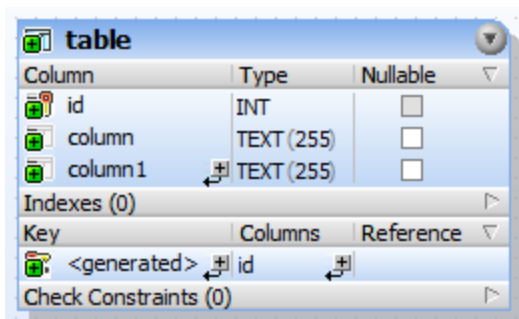 table
Column Type Nullable
id INT
column TEXT (255)
column1 TEXT (255)
Indexes (0)
Key Columns Reference
<generated> id
Check Constraints (0)